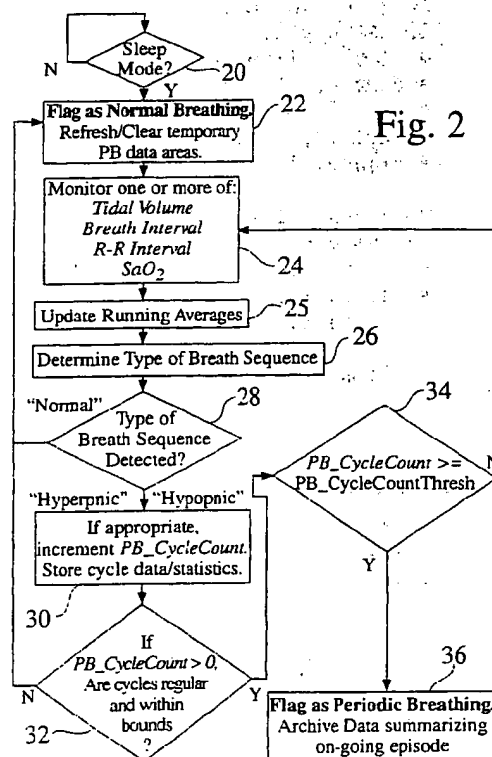 Sleep
Mode?
N
20
Y
Flag as Normal Breathing.
Refresh/Clear temporary
PB data areas.
22
Fig. 2
Monitor one or more of:
Tidal Volume
Breath Interval
R-R Interval
SaO2
24
Update Running Averages
25
Determine Type of Breath Sequence
26
"Normal"
28
Type of
Breath Sequence
Detected?
34
PB_CycleCount >=
PB_CycleCountThresh
N
Y
"Hyperpnic" "Hypopnic"
If appropriate,
increment PB_CycleCount.
Store cycle data/statistics.
30
If
PB_CycleCount > 0,
Are cycles regular
and within
bounds
?
N
Y
32
36
Flag as Periodic Breathing.
Archive Data summarizing
on-going episode